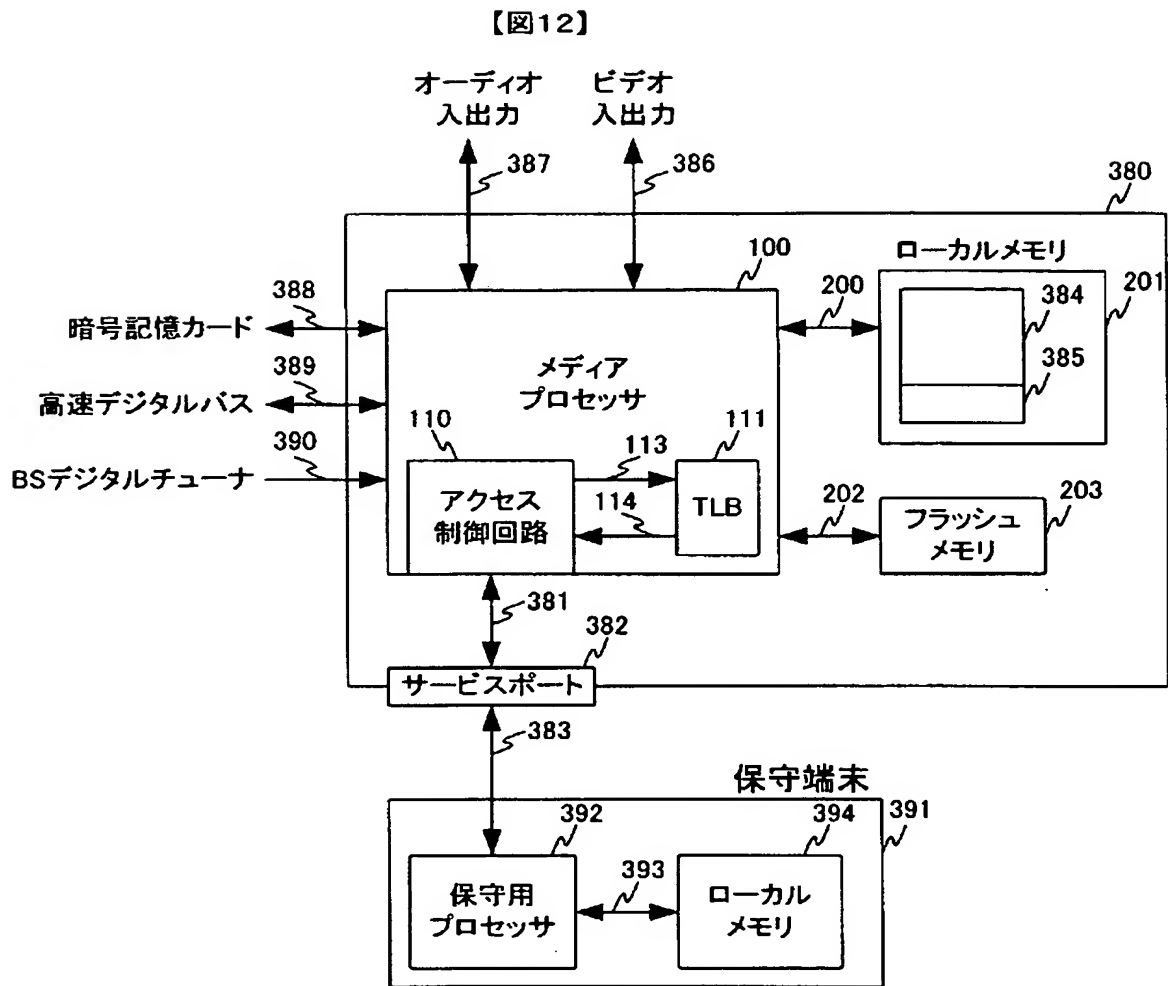 【図12】
オーディオ
入出力
ビデオ
入出力
387
386
380
ローカルメモリ
100
200
201
384
385
388
暗号記憶カード
メディア
プロセッサ
389
高速デジタルバス
110
113
111
390
BSデジタルチューナ
アクセス
制御回路
114
TLB
202
203
フラッシュ
メモリ
381
382
サービスポート
383
保守端末
392
394
391
保守用
プロセッサ
393
ローカル
メモリ